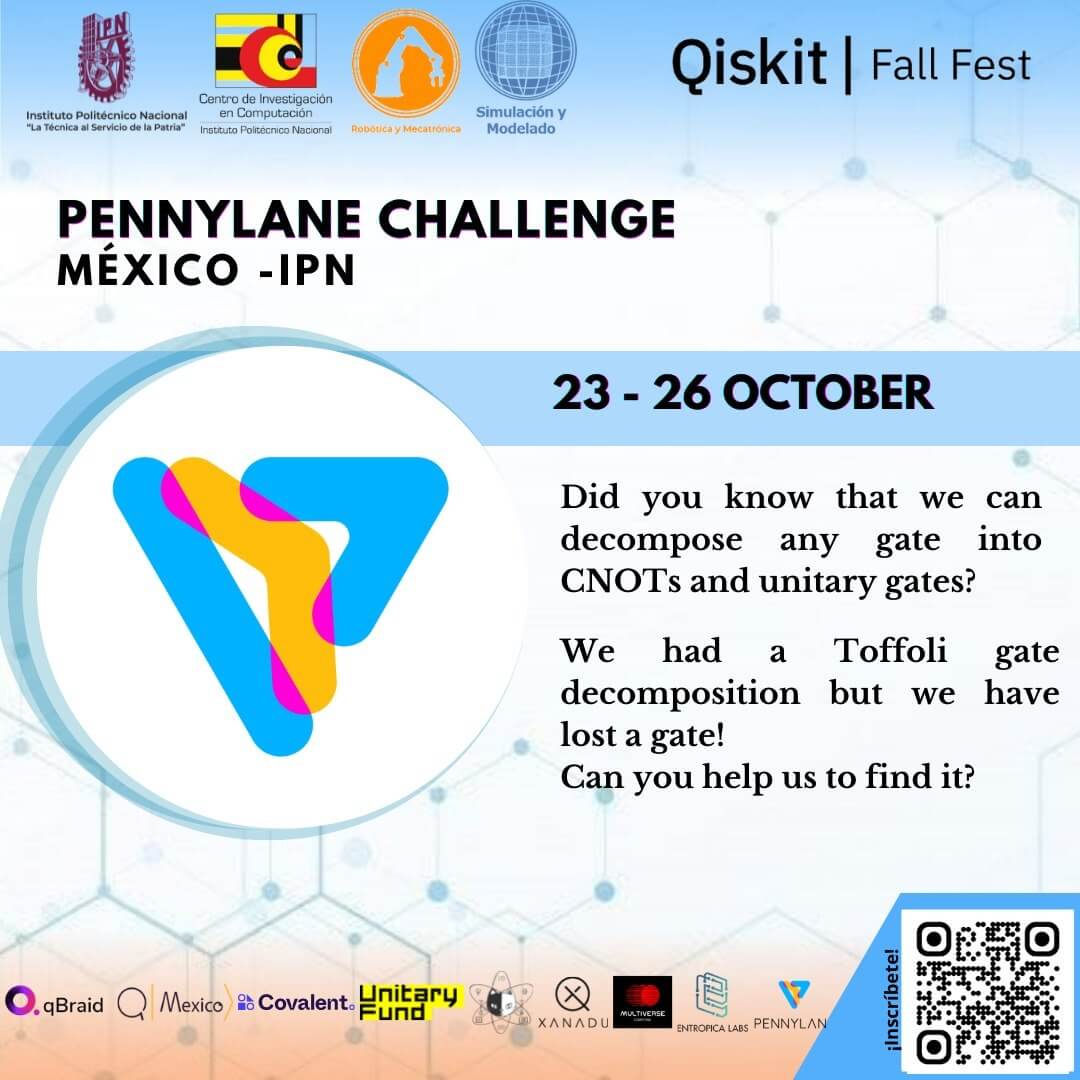 IPN
Instituto Politécnico Nacional
"La Técnica al Servicio de la Patria"
Centro de Investigación
en Computación
Instituto Politécnico Nacional
Robótica y Mecatrónica
Simulación y
Modelado
Qiskit | Fall Fest
PENNYLANE CHALLENGE
MÉXICO -IPN
23 - 26 OCTOBER
Did you know that we can
decompose any gate into
CNOTs and unitary gates?
We had a Toffoli gate
decomposition but we have
lost a gate!
Can you help us to find it?
qBraid
Q|Mexico⟩
Covalent.
Unitary
Fund
XANADU
MULTIVERSE
COMPUTING
ENTROPICA LABS
PENNYLAN
¡Inscríbete!